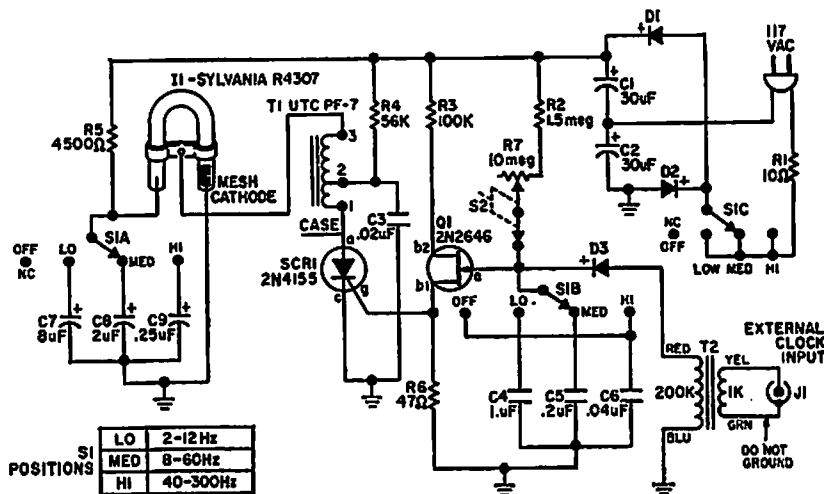 D1
117
VAC
I1-SYLVANIA R4307
T1 UTC PF-7
R4
56K
R3
100K
R2
1.5meg
C1
30uF
R5
4500Ω
3
R7
10meg
C2
30uF
D2
R1
10Ω
MESH
CATHODE
2
1
S2
CASE
C3
.02uF
Q1
2N2646
S1C
NC
OFF
LOW MED
HI
OFF
NC
LO
S1A
MED
HI
a
SCR1
2N4155
c
g
b2
b1
e
D3
S1B
OFF
LO
MED
HI
C7
8uF
C8
2uF
C9
.25uF
EXTERNAL
CLOCK
INPUT
RED
T2
YEL
R6
47Ω
C4
1.uF
C5
.2uF
C6
.04uF
200K
1K
J1
BLU
GRN
DO NOT
GROUND
S1
POSITIONS
LO 2-12Hz
MED 8-60Hz
HI 40-300Hz